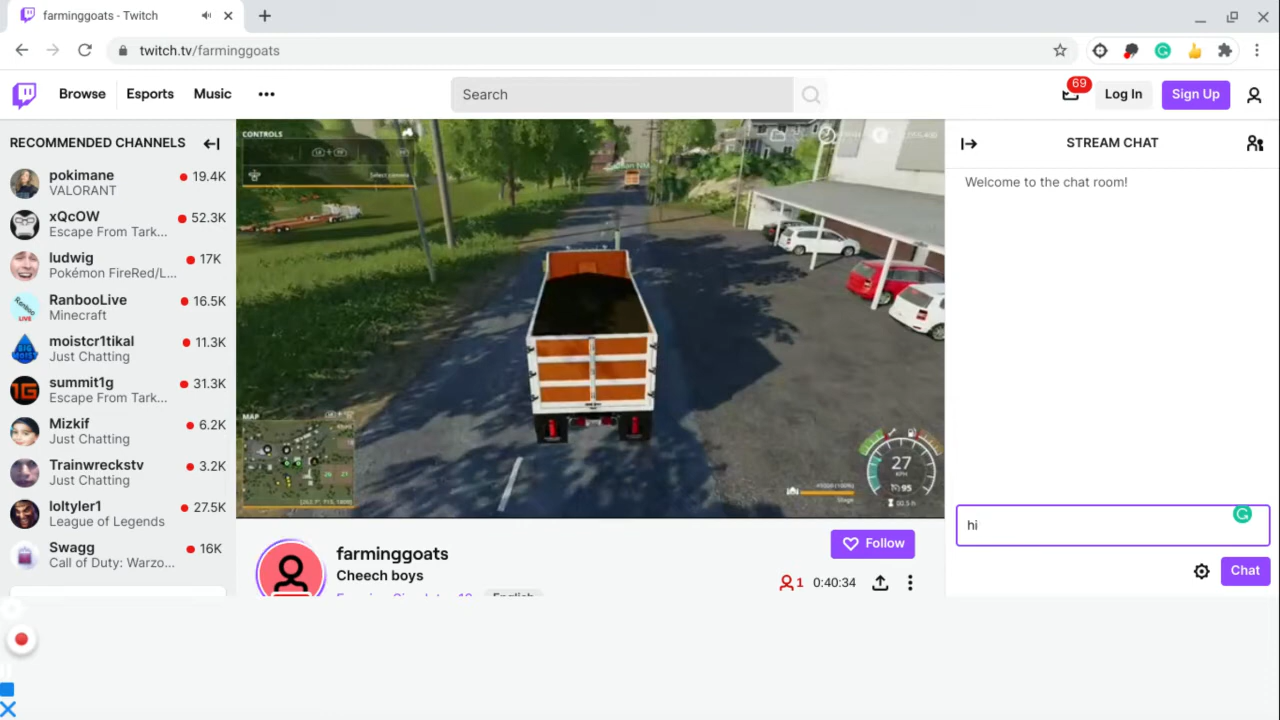 farminggoats - Twitch
twitch.tv/farminggoats
Browse
Esports
Music
Search
69
Log In
Sign Up
RECOMMENDED CHANNELS
pokimane
19.4K
VALORANT
xQcOW
52.3K
Escape From Tark...
ludwig
17K
Pokémon FireRed/L...
RanbooLive
16.5K
Minecraft
moistcr1tikal
11.3K
Just Chatting
summit1g
31.3K
Escape From Tark...
Mizkif
6.2K
Just Chatting
Trainwreckstv
3.2K
Just Chatting
loltyler1
27.5K
League of Legends
Swagg
16K
Call of Duty: Warzo...
CONTROLS
Select camera
MAP
27
95
farminggoats
Cheech boys
English
Follow
1
0:40:34
STREAM CHAT
Welcome to the chat room!
hi
Chat